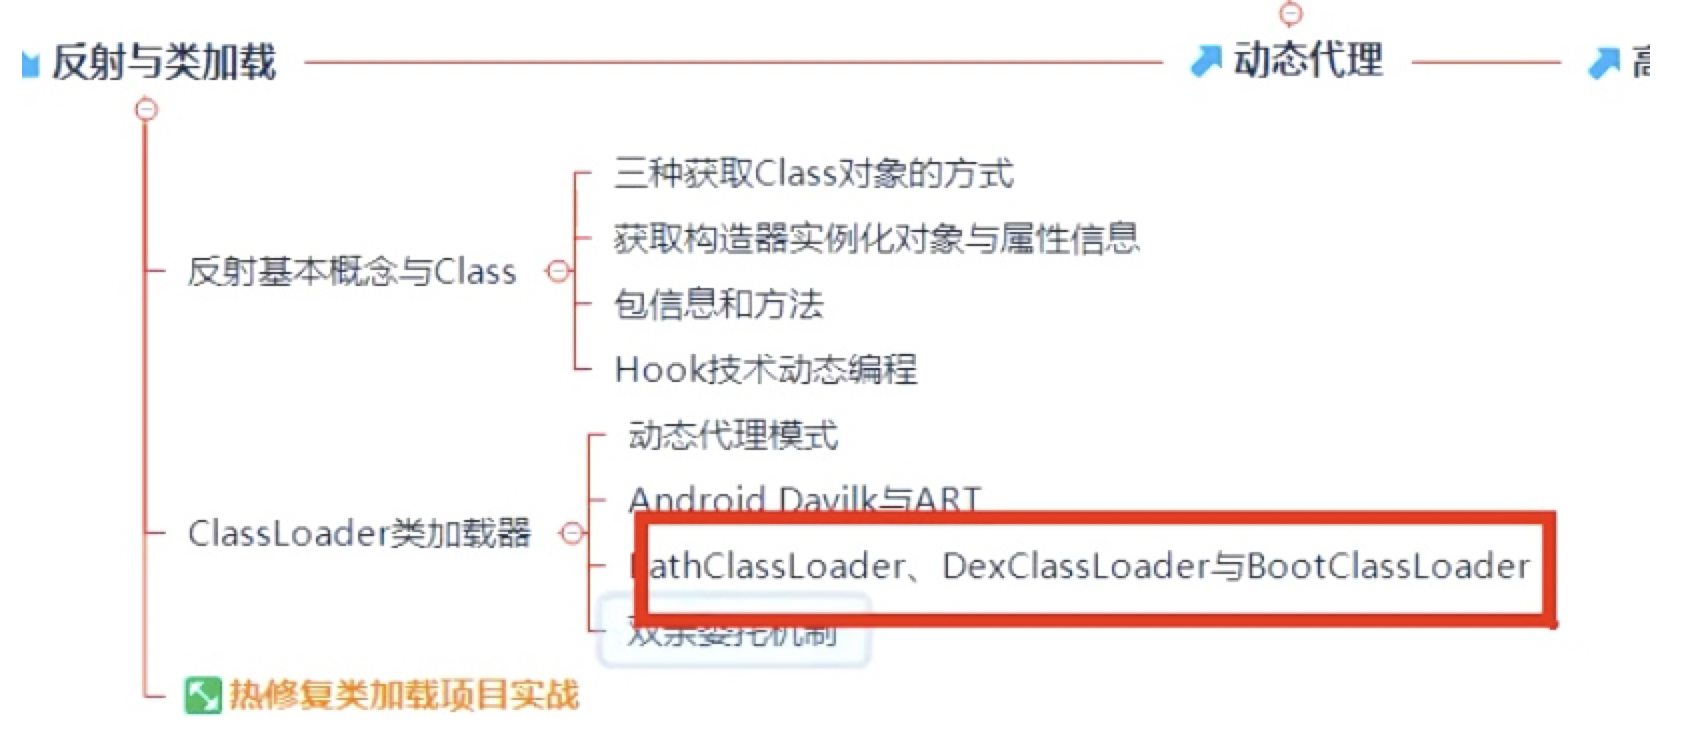 反射与类加载
动态代理
三种获取Class对象的方式
获取构造器实例化对象与属性信息
反射基本概念与Class
包信息和方法
Hook技术动态编程
动态代理模式
Android Davilk与ART
ClassLoader类加载器
athClassLoader、DexClassLoader与BootClassLoader
双亲委托机制
热修复类加载项目实战